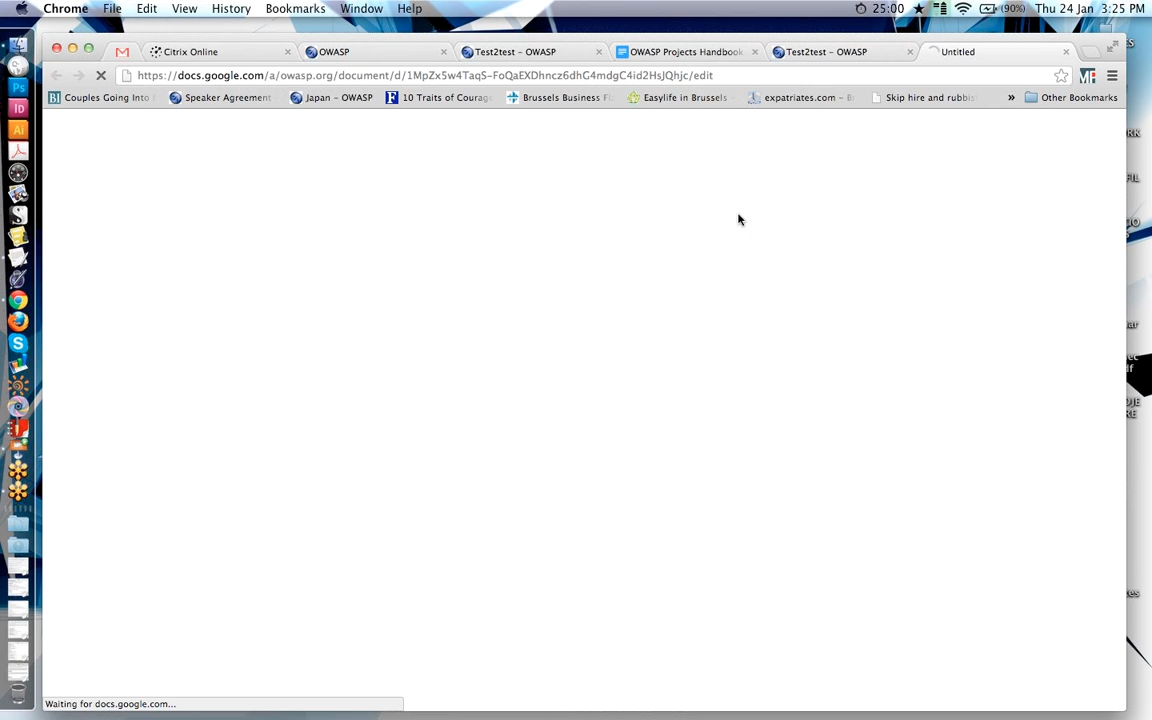 Chrome File Edit View History Bookmarks Window Help 25:00 (90%) Thu 24 Jan 3:25 PM
Citrix Online OWASP Test2test - OWASP OWASP Projects Handbook Test2test - OWASP Untitled
https://docs.google.com/a/owasp.org/document/d/1MpZx5w4TaqS-FoQaEXDhncz6dhG4mdgC4id2HsJQhjc/edit
Couples Going Into Speaker Agreement Japan - OWASP 10 Traits of Courag Brussels Business Fl Easylife in Brussels expatriates.com - B Skip hire and rubbis » Other Bookmarks
Waiting for docs.google.com...